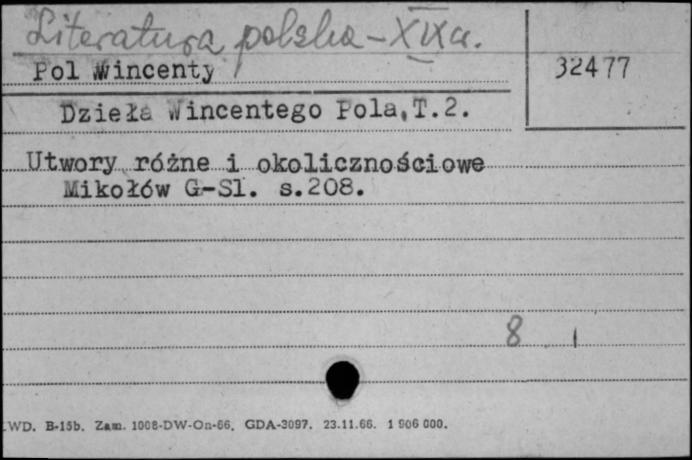 Literatura polska - XIX w.
Pol Wincenty
32477
Dzieła Wincentego Pola,T.2.
Utwory różne i okolicznościowe
Mikołów G-Sl. s.208.
8 1
WD. B-15b. Zam. 1008-DW-On-66. GDA-3097. 23.11.66. 1 906 000.